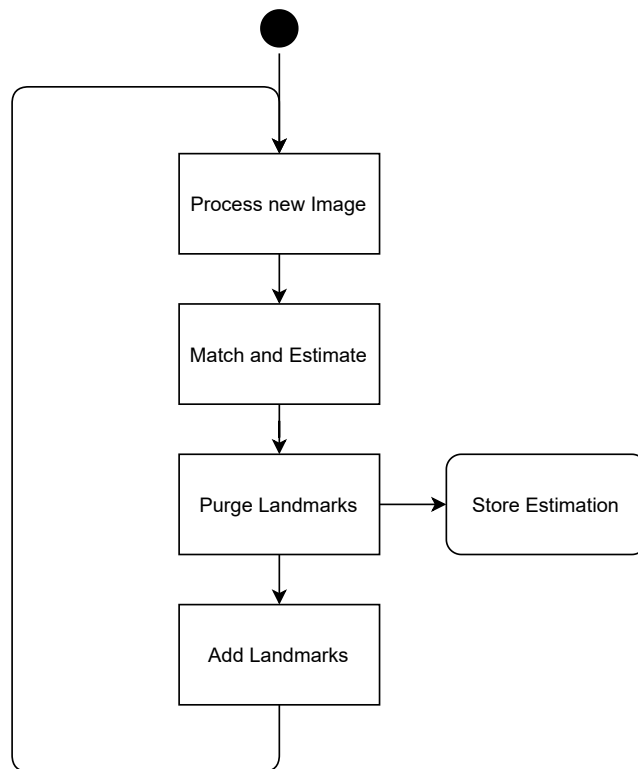 Process new Image
Match and Estimate
Purge Landmarks
Store Estimation
Add Landmarks